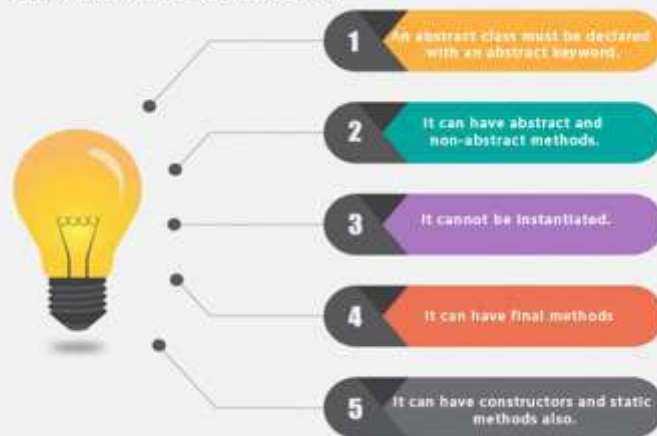 1
An abstract class must be declared
with an abstract keyword.
2
It can have abstract and
non-abstract methods.
3
It cannot be instantiated.
4
It can have final methods
5
It can have constructors and static
methods also.